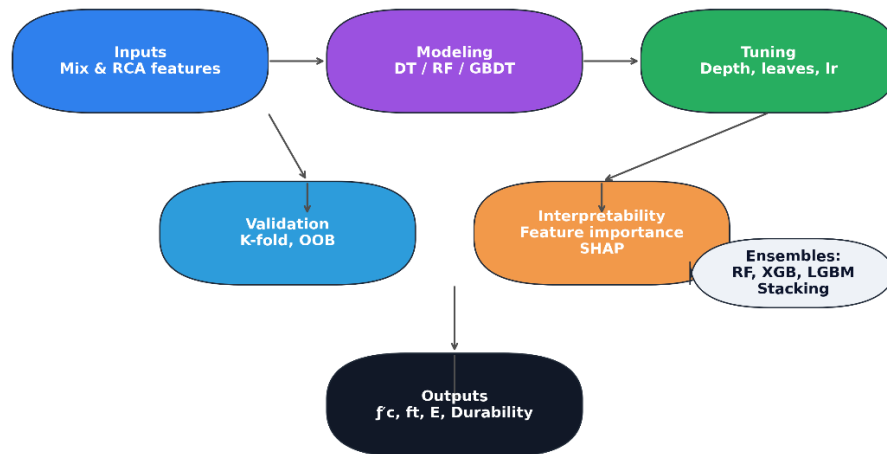 Inputs
Mix & RCA features
Modeling
DT / RF / GBDT
Tuning
Depth, leaves, lr
Validation
K-fold, OOB
Interpretability
Feature importance
SHAP
Ensembles:
RF, XGB, LGBM
Stacking
Outputs
ƒ′c, ft, E, Durability